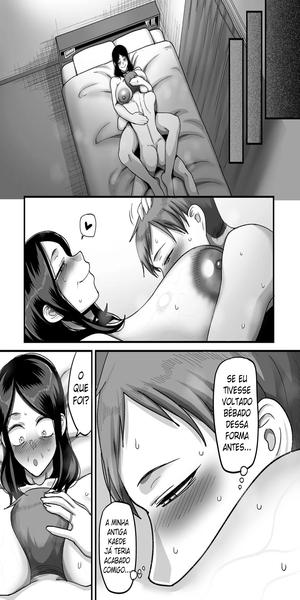 SE EU
TIVESSE
VOLTADO
BÊBADO
DESSA
FORMA
ANTES...
O
QUE
FOI?
A MINHA
ANTIGA
KAEDE
JÁ TERIA
ACABADO
COMIGO...